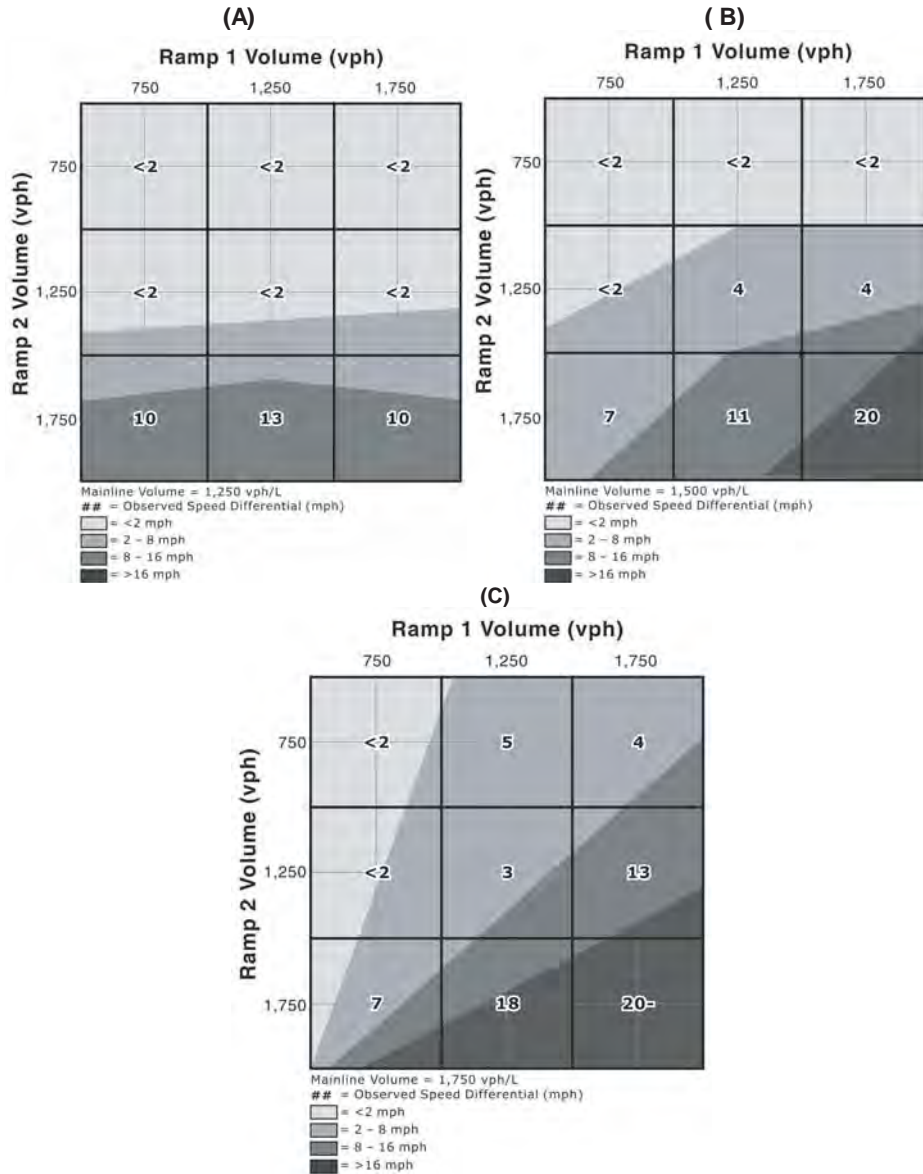 (A)
Ramp 1 Volume (vph)
750 1,250 1,750
Ramp 2 Volume (vph)
750 <2 <2 <2
1,250 <2 <2 <2
1,750 10 13 10
Mainline Volume = 1,250 vph/L
## = Observed Speed Differential (mph)
= <2 mph
= 2 – 8 mph
= 8 – 16 mph
= >16 mph
( B)
Ramp 1 Volume (vph)
750 1,250 1,750
Ramp 2 Volume (vph)
750 <2 <2 <2
1,250 <2 4 4
1,750 7 11 20
Mainline Volume = 1,500 vph/L
## = Observed Speed Differential (mph)
= <2 mph
= 2 – 8 mph
= 8 – 16 mph
= >16 mph
(C)
Ramp 1 Volume (vph)
750 1,250 1,750
Ramp 2 Volume (vph)
750 <2 5 4
1,250 <2 3 13
1,750 7 18 20-
Mainline Volume = 1,750 vph/L
## = Observed Speed Differential (mph)
= <2 mph
= 2 – 8 mph
= 8 – 16 mph
= >16 mph